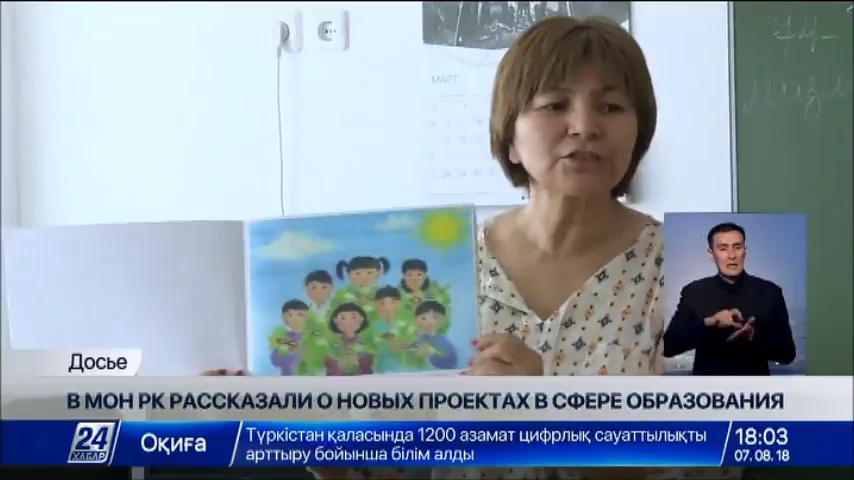 МАРТ
Досье
В МОН РК РАССКАЗАЛИ О НОВЫХ ПРОЕКТАХ В СФЕРЕ ОБРАЗОВАНИЯ
24
ХАБАР
Оқиға
Түркістан қаласында 1200 азамат цифрлық сауаттылықты
арттыру бойынша білім алды
18:03
07.08.18